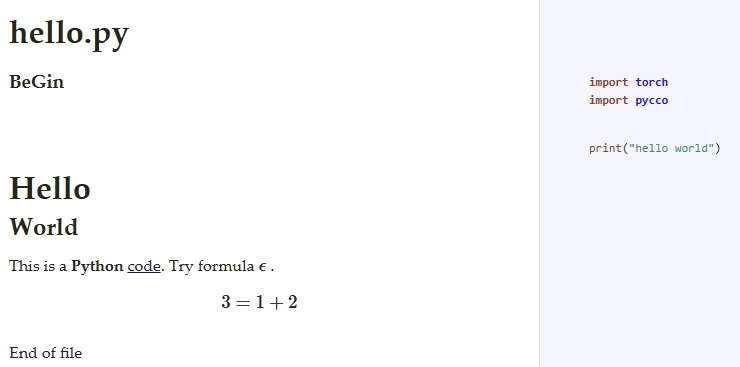 hello.py
BeGin
import torch
import pycco
print("hello world")
Hello
World
This is a Python code. Try formula ϵ .
3 = 1 + 2
End of file